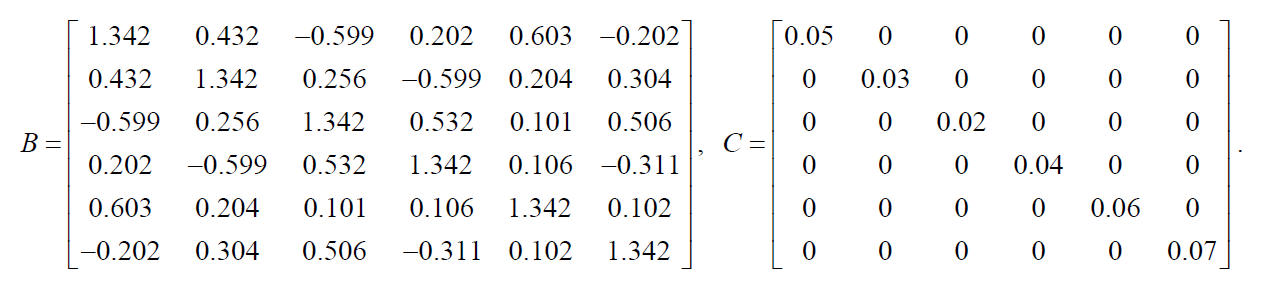 B = [ 1.342 0.432 −0.599 0.202 0.603 −0.202
0.432 1.342 0.256 −0.599 0.204 0.304
−0.599 0.256 1.342 0.532 0.101 0.506
0.202 −0.599 0.532 1.342 0.106 −0.311
0.603 0.204 0.101 0.106 1.342 0.102
−0.202 0.304 0.506 −0.311 0.102 1.342 ] ,
C = [ 0.05 0 0 0 0 0
0 0.03 0 0 0 0
0 0 0.02 0 0 0
0 0 0 0.04 0 0
0 0 0 0 0.06 0
0 0 0 0 0 0.07 ] .